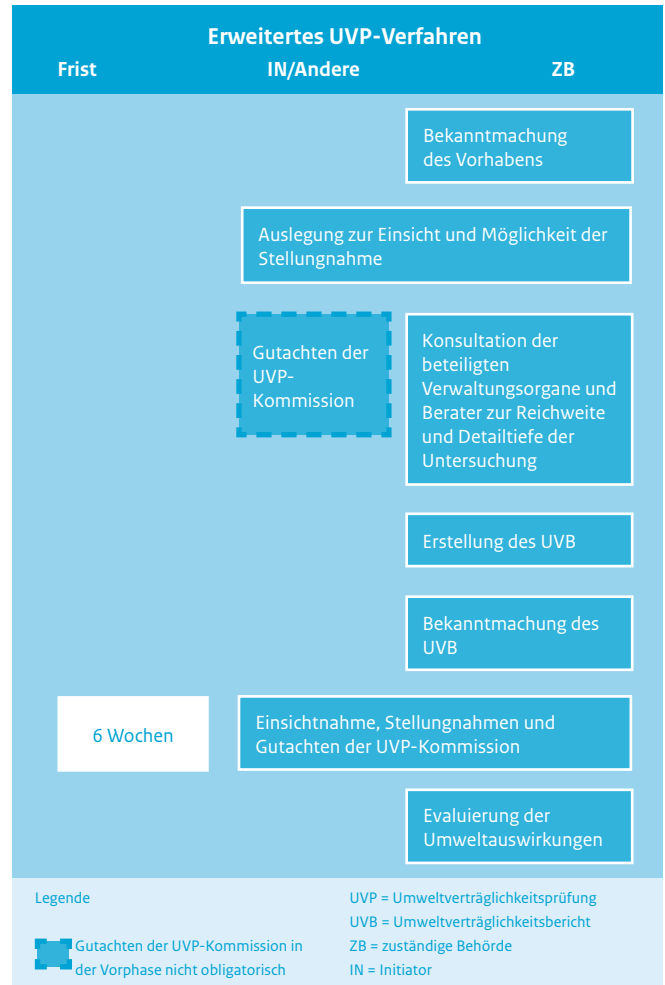 Erweitertes UVP-Verfahren
Frist IN/Andere ZB
Bekanntmachung
des Vorhabens
Auslegung zur Einsicht und Möglichkeit der
Stellungnahme
Gutachten der
UVP-
Kommission
Konsultation der
beteiligten
Verwaltungsorgane und
Berater zur Reichweite
und Detailtiefe der
Untersuchung
Erstellung des UVB
Bekanntmachung des
UVB
6 Wochen
Einsichtnahme, Stellungnahmen und
Gutachten der UVP-Kommission
Evaluierung der
Umweltauswirkungen
Legende
Gutachten der UVP-Kommission in
der Vorphase nicht obligatorisch
UVP = Umweltverträglichkeitsprüfung
UVB = Umweltverträglichkeitsbericht
ZB = zuständige Behörde
IN = Initiator